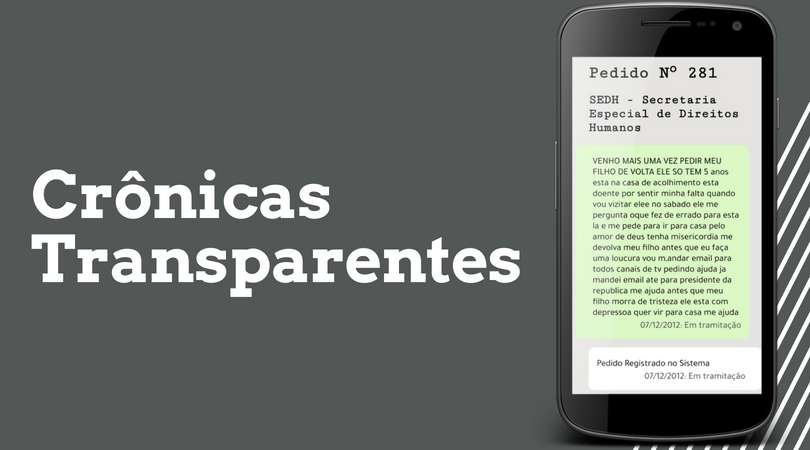 Crônicas
Transparentes
Pedido Nº 281
SEDH - Secretaria
Especial de Direitos
Humanos
VENHO MAIS UMA VEZ PEDIR MEU
FILHO DE VOLTA ELE SO TEM 5 anos
esta na casa de acolhimento esta
doente por sentir minha falta quando
vou vizitar elee no sabado ele me
pergunta oque fez de errado para esta
la e me pede para ir para casa pelo
amor de deus tenha misericordia me
devolva meu filho antes que eu faça
uma loucura vou m,andar email para
todos canais de tv pedindo ajuda ja
mandei email ate para presidente da
republica me ajuda antes que meu
filho morra de tristeza ele esta com
depressoa quer vir para casa me ajuda
07/12/2012: Em tramitação
Pedido Registrado no Sistema
07/12/2012: Em tramitação